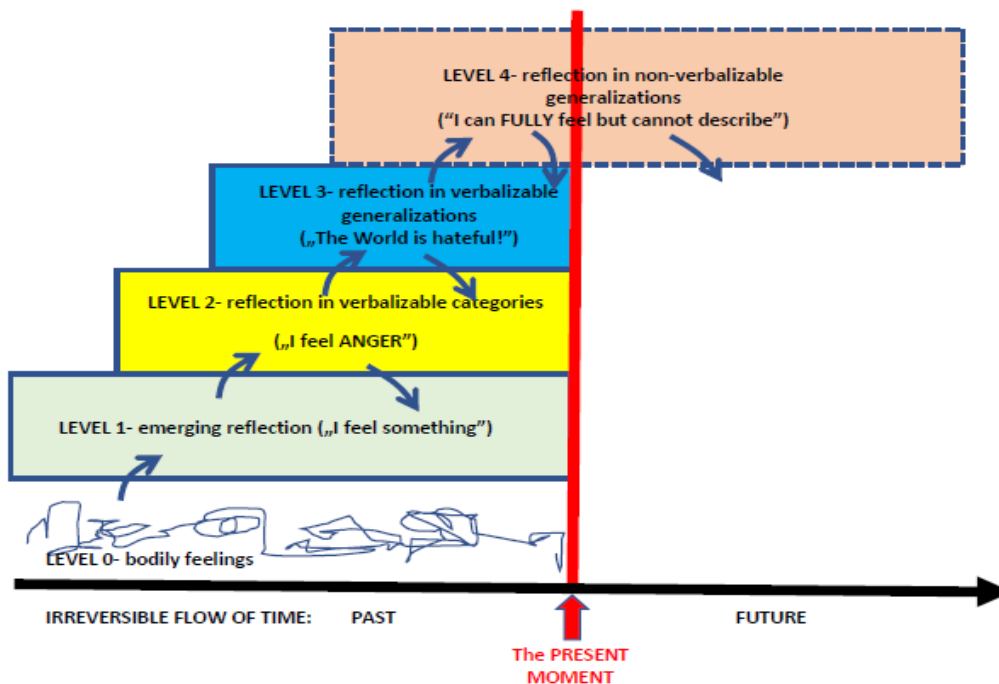 LEVEL 4- reflection in non-verbalizable
generalizations
(“I can FULLY feel but cannot describe”)
LEVEL 3- reflection in verbalizable
generalizations
(„The World is hateful!”)
LEVEL 2- reflection in verbalizable categories
(„I feel ANGER”)
LEVEL 1- emerging reflection („I feel something”)
LEVEL 0- bodily feelings
IRREVERSIBLE FLOW OF TIME: PAST FUTURE
The PRESENT
MOMENT